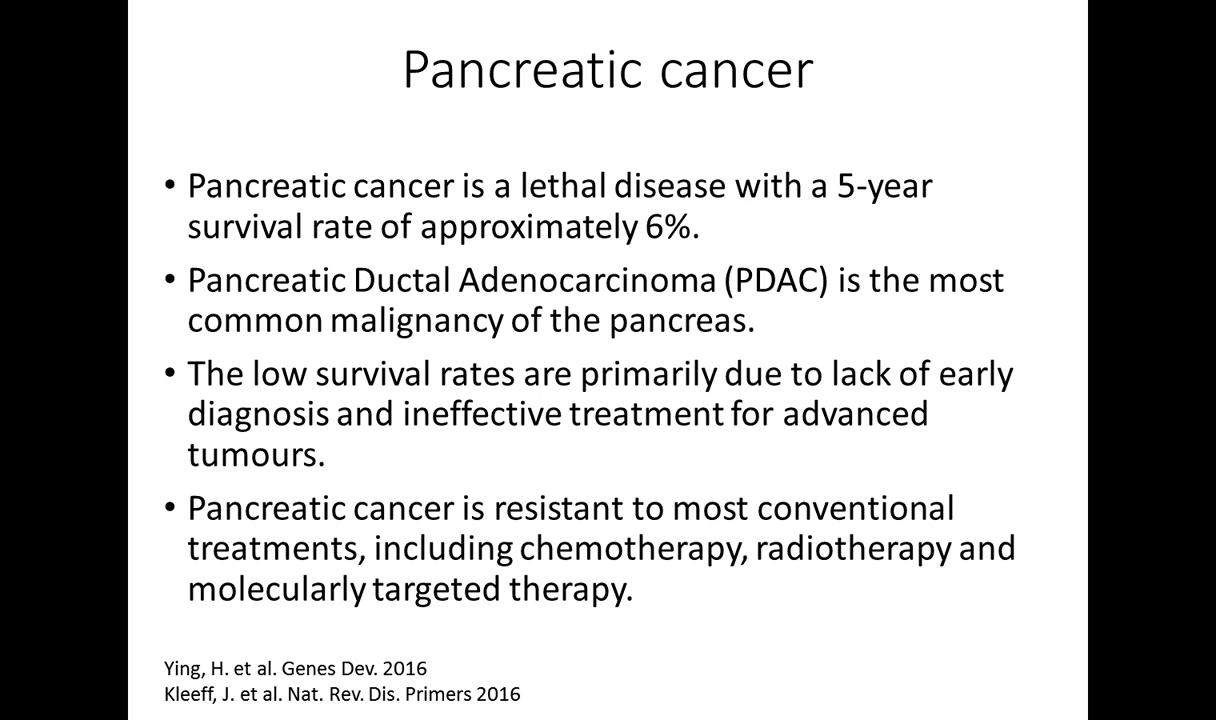 Pancreatic cancer
• Pancreatic cancer is a lethal disease with a 5-year
survival rate of approximately 6%.
• Pancreatic Ductal Adenocarcinoma (PDAC) is the most
common malignancy of the pancreas.
• The low survival rates are primarily due to lack of early
diagnosis and ineffective treatment for advanced
tumours.
• Pancreatic cancer is resistant to most conventional
treatments, including chemotherapy, radiotherapy and
molecularly targeted therapy.
Ying, H. et al. Genes Dev. 2016
Kleeff, J. et al. Nat. Rev. Dis. Primers 2016